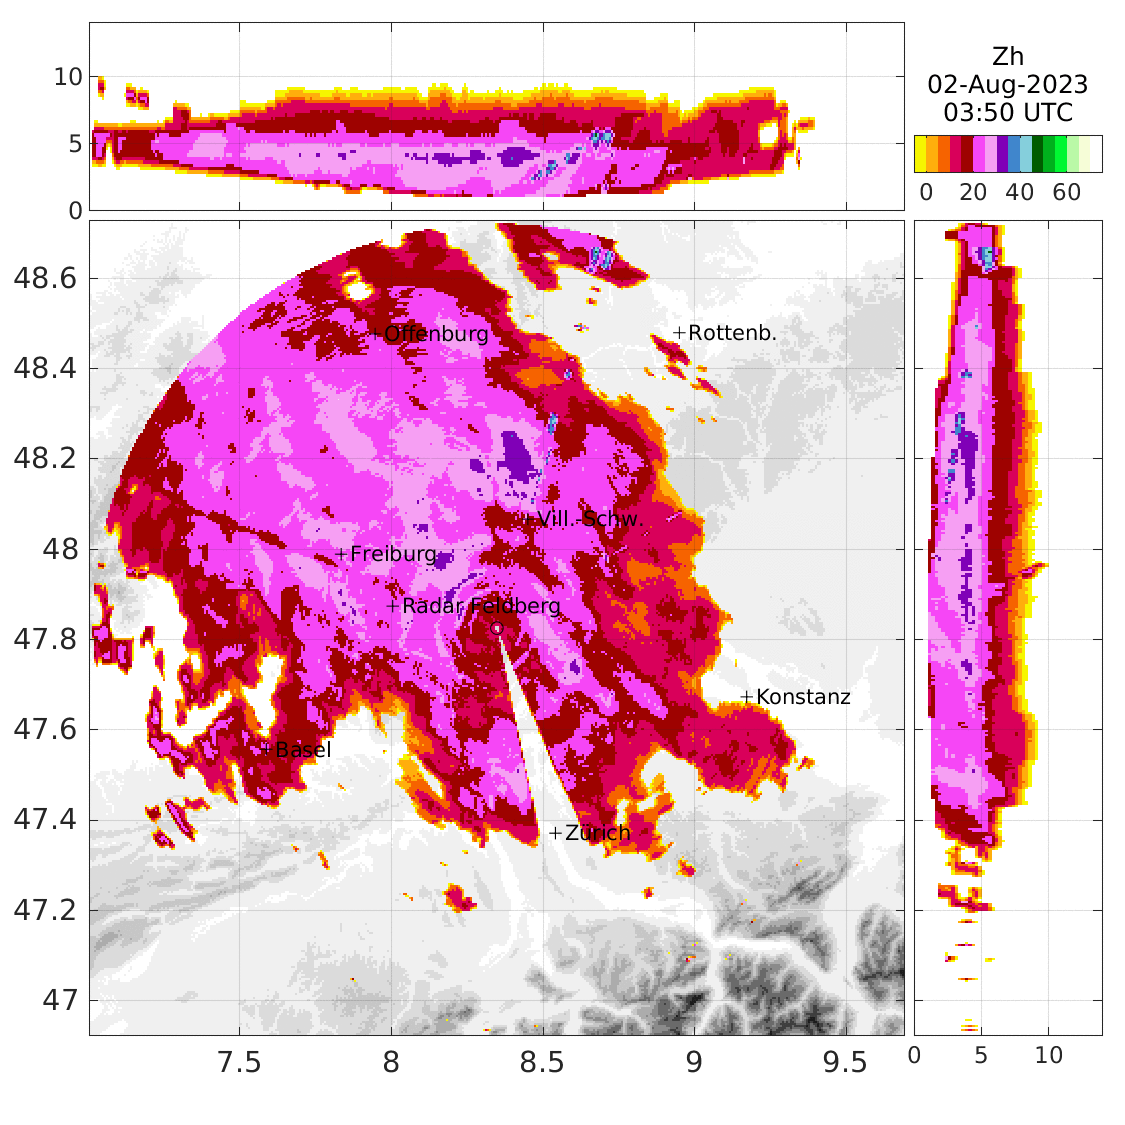 10
5
0
Zh
02-Aug-2023
03:50 UTC
0 20 40 60
48.6
48.4
48.2
48
47.8
47.6
47.4
47.2
47
Offenburg
Rottenb.
Vill.-Schw.
Freiburg
Radar Feldberg
Konstanz
Basel
Zürich
7.5 8 8.5 9 9.5
0 5 10